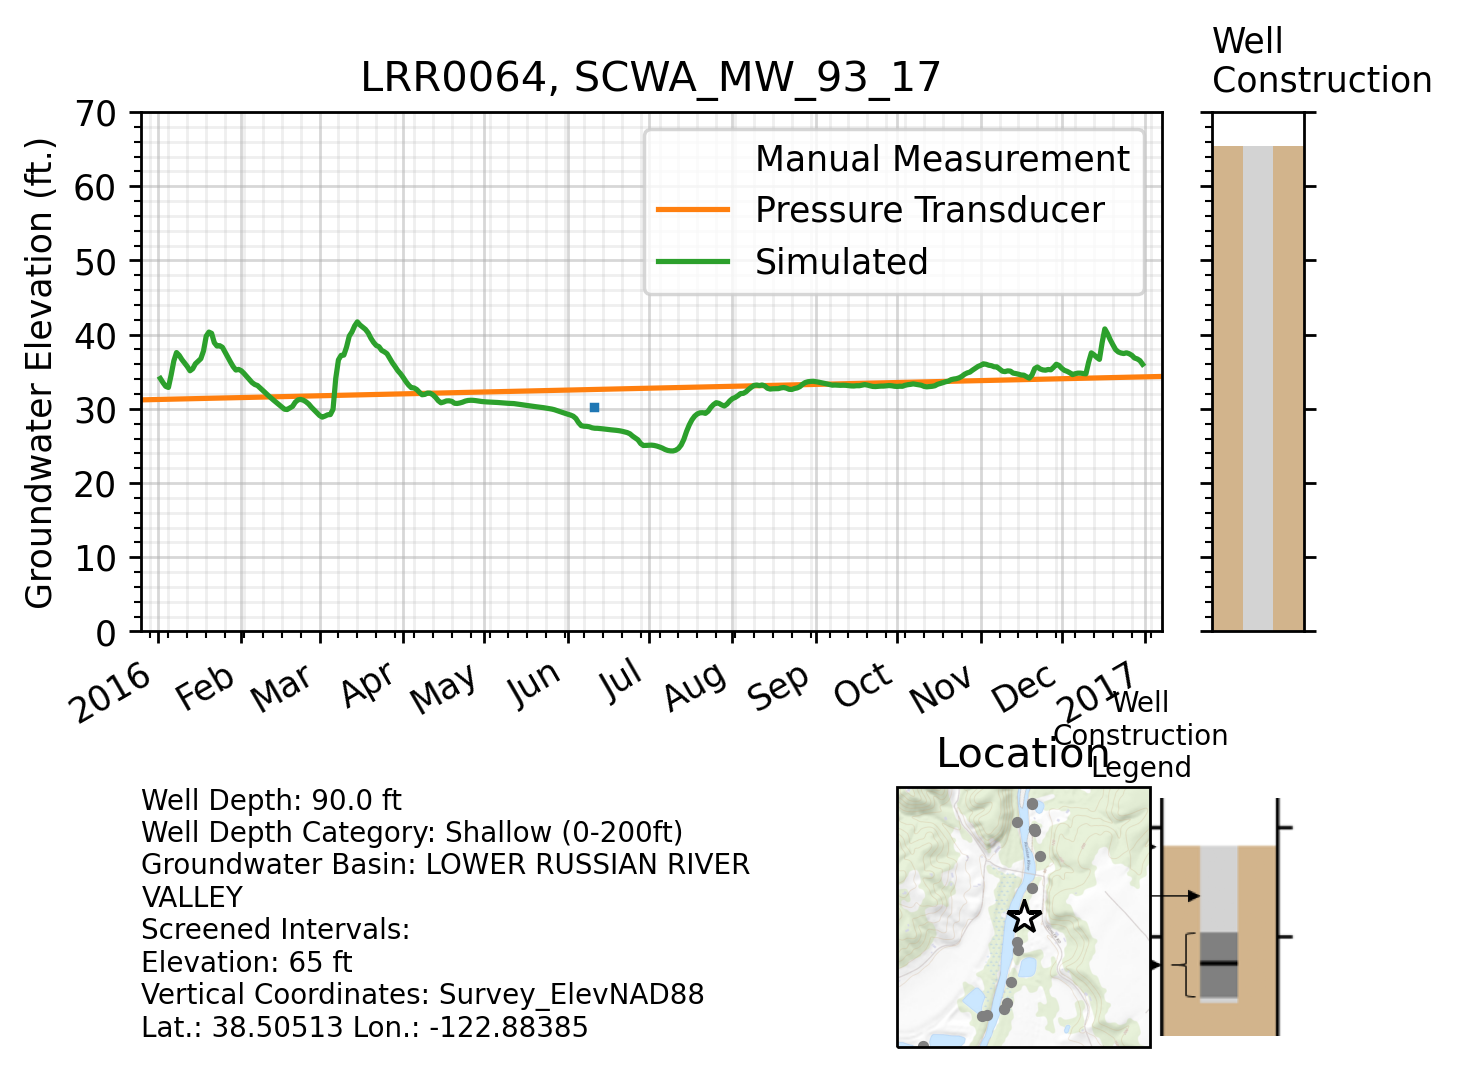 Well
Construction
LRR0064, SCWA_MW_93_17
Groundwater Elevation (ft.)
70
60
50
40
30
20
10
0
Manual Measurement
Pressure Transducer
Simulated
2016
Feb
Mar
Apr
May
Jun
Jul
Aug
Sep
Oct
Nov
Dec
2017
Well
Construction
Legend
Location
Well Depth: 90.0 ft
Well Depth Category: Shallow (0-200ft)
Groundwater Basin: LOWER RUSSIAN RIVER
VALLEY
Screened Intervals:
Elevation: 65 ft
Vertical Coordinates: Survey_ElevNAD88
Lat.: 38.50513 Lon.: -122.88385